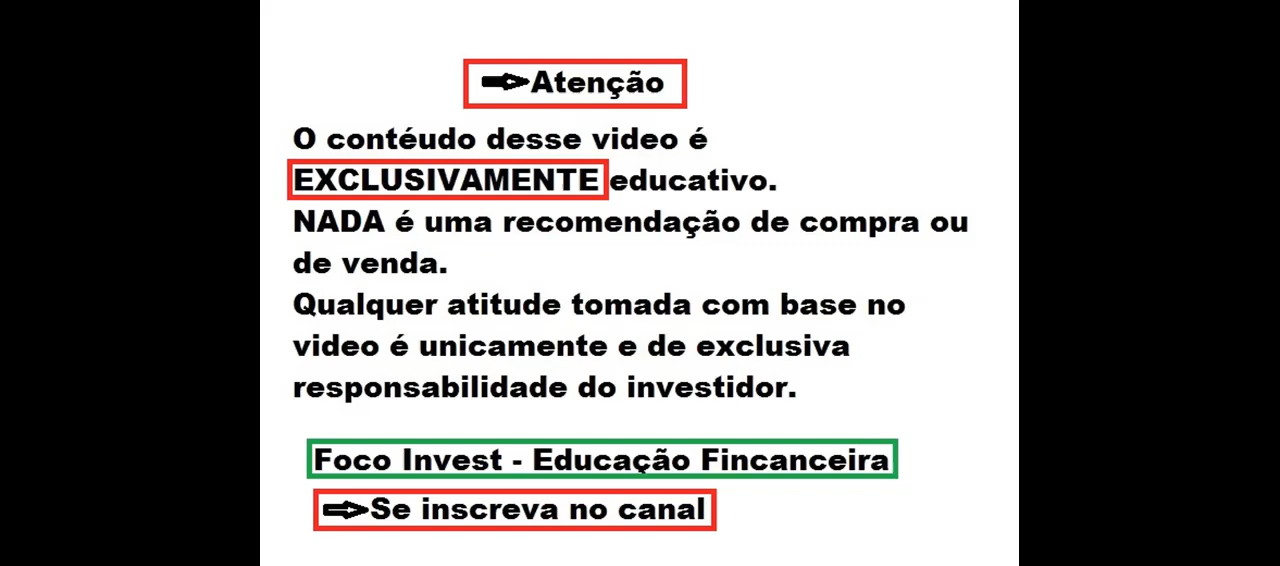 Atenção
O contéudo desse video é
EXCLUSIVAMENTE educativo.
NADA é uma recomendação de compra ou
de venda.
Qualquer atitude tomada com base no
video é unicamente e de exclusiva
responsabilidade do investidor.
Foco Invest - Educação Fincanceira
Se inscreva no canal